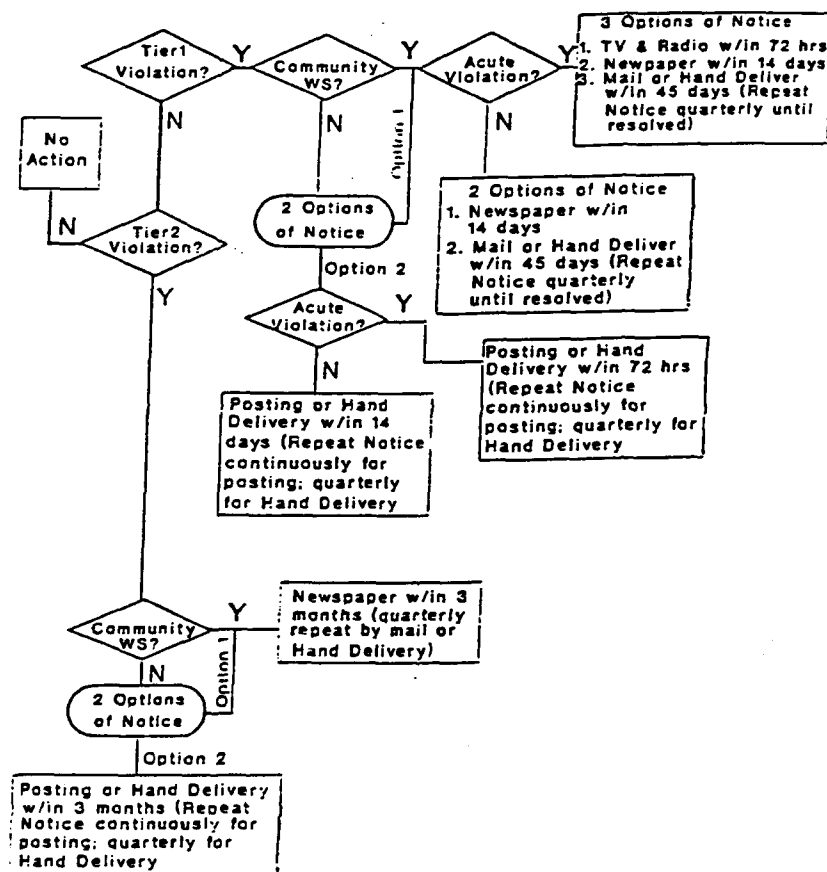 Tier1
Violation?
Y
Community
WS?
Y
Acute
Violation?
Y
3 Options of Notice
1. TV & Radio w/in 72 hrs
2. Newpaper w/in 14 days
3. Mail or Hand Deliver
w/in 45 days (Repeat
Notice quarterly until
resolved)
N
N
Option 1
N
No
Action
N
Tier2
Violation?
Y
2 Options
of Notice
Option 2
2 Options of Notice
1. Newspaper w/in
14 days
2. Mail or Hand Deliver
w/in 45 days (Repeat
Notice quarterly
until resolved)
Acute
Violation?
Y
N
Posting or Hand
Delivery w/in 72 hrs
(Repeat Notice
continuously for
posting; quarterly for
Hand Delivery
Posting or Hand
Delivery w/in 14
days (Repeat Notice
continuously for
posting; quarterly
for Hand Delivery
Community
WS?
Y
Option 1
Newspaper w/in 3
months (quarterly
repeat by mail or
Hand Delivery)
N
2 Options
of Notice
Option 2
Posting or Hand Delivery
w/in 3 months (Repeat
Notice continuously for
posting; quarterly for
Hand Delivery